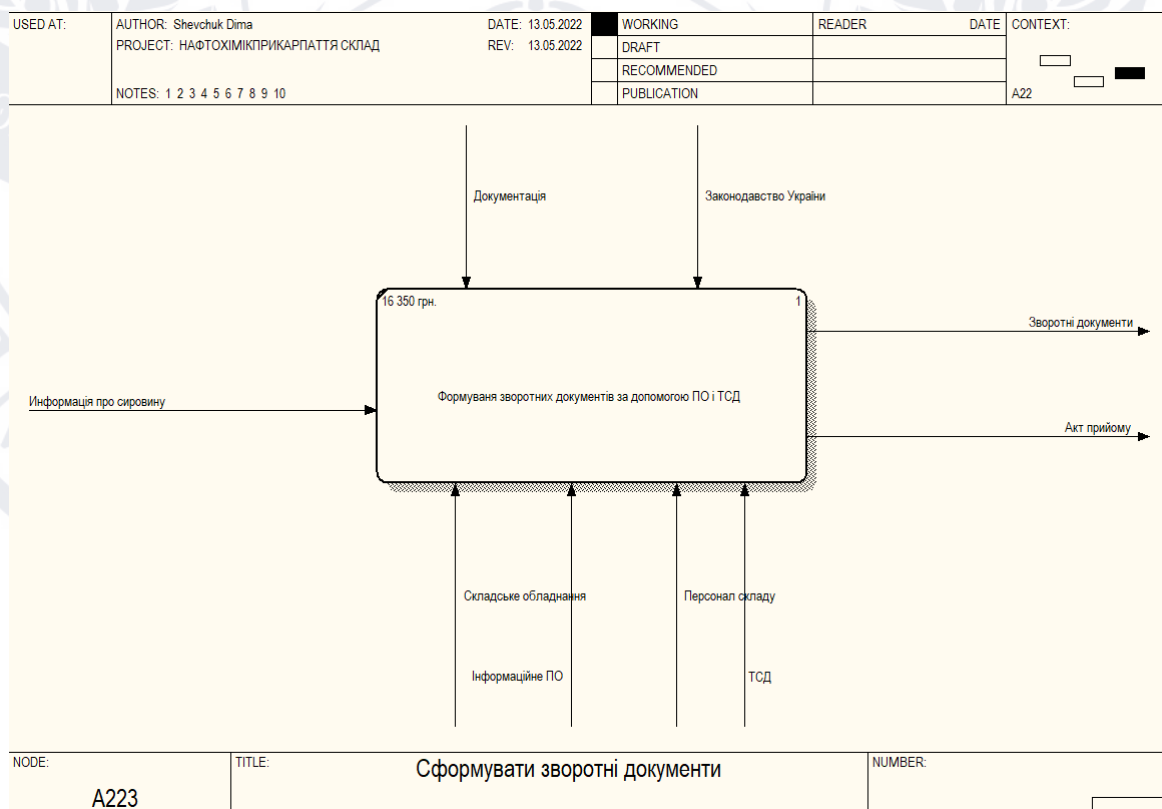 USED AT:
AUTHOR: Shevchuk Dima
DATE: 13.05.2022
WORKING
READER
DATE
CONTEXT:
PROJECT: НАФТОХІМІКПРИКАРПАТТЯ СКЛАД
REV: 13.05.2022
DRAFT
RECOMMENDED
NOTES: 1 2 3 4 5 6 7 8 9 10
PUBLICATION
A22
Документація
Законодавство України
16 350 грн.
1
Зворотні документи
Информація про сировину
Формуваня зворотних документів за допомогою ПО і ТСД
Акт прийому
Складське обладнання
Персонал складу
Інформаційне ПО
ТСД
NODE:
TITLE:
Сформувати зворотні документи
NUMBER:
A223